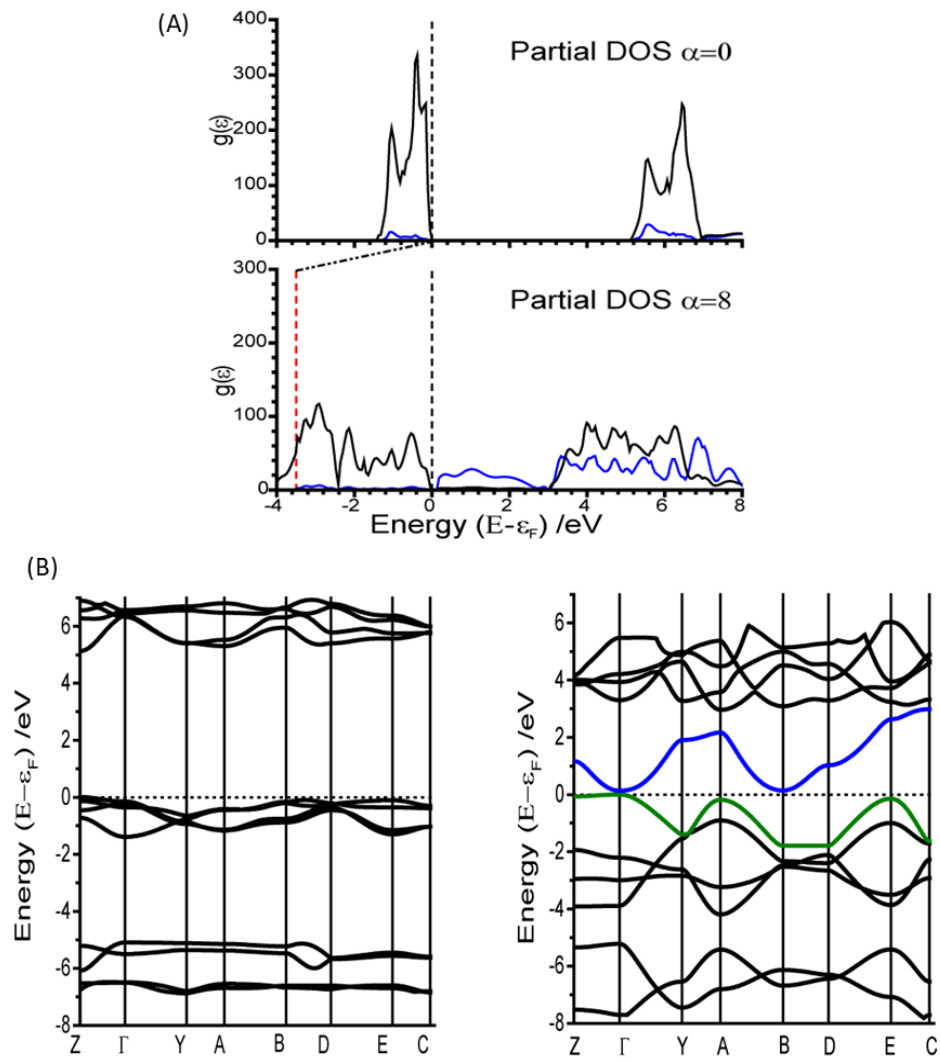 (A)
400
300
200
100
0
g(ε)
Partial DOS α=0
300
200
100
0
g(ε)
Partial DOS α=8
-4 -2 0 2 4 6 8
Energy (E-εF) /eV
(B)
6
4
2
0
-2
-4
-6
-8
Energy (E−εF) /eV
Z Γ Y A B D E C
6
4
2
0
-2
-4
-6
-8
Energy (E−εF) /eV
Z Γ Y A B D E C